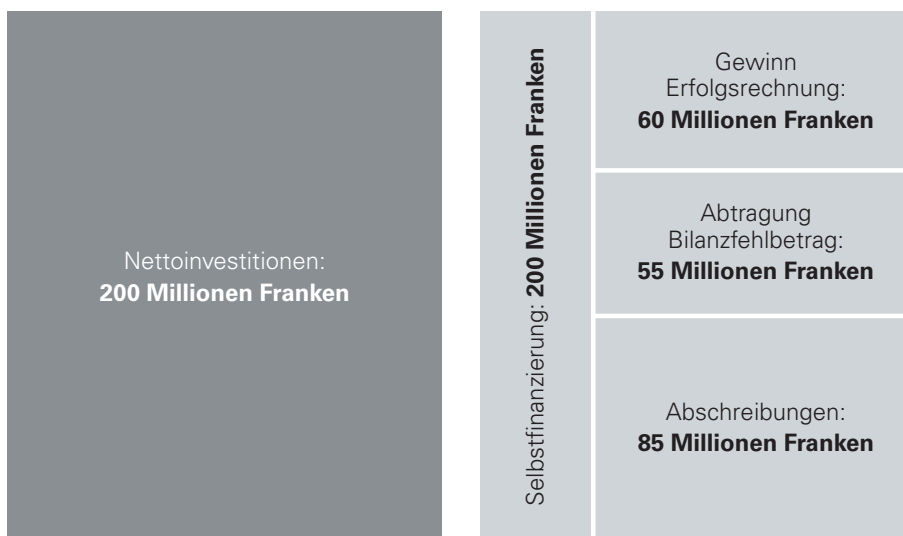 Nettoinvestitionen:
200 Millionen Franken
Selbstfinanzierung: 200 Millionen Franken
Gewinn
Erfolgsrechnung:
60 Millionen Franken
Abtragung
Bilanzfehlbetrag:
55 Millionen Franken
Abschreibungen:
85 Millionen Franken